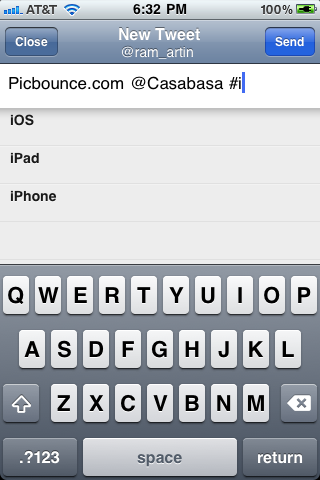 AT&T 6:32 PM 100%
Close New Tweet Send
@ram_artin
Picbounce.com @Casabasa #i
iOS
iPad
iPhone
Q W E R T Y U I O P
A S D F G H J K L
Z X C V B N M
.?123 space return